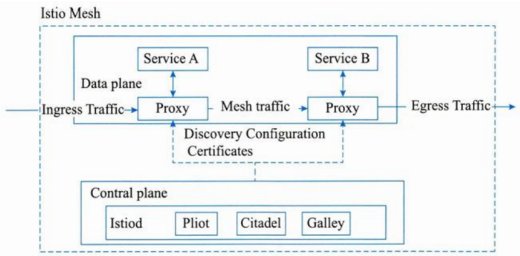 Istio Mesh
Service A
Service B
Data plane
Ingress Traffic
Proxy
Mesh traffic
Proxy
Egress Traffic
Discovery Configuration
Certificates
Contral plane
Istiod
Pliot
Citadel
Galley